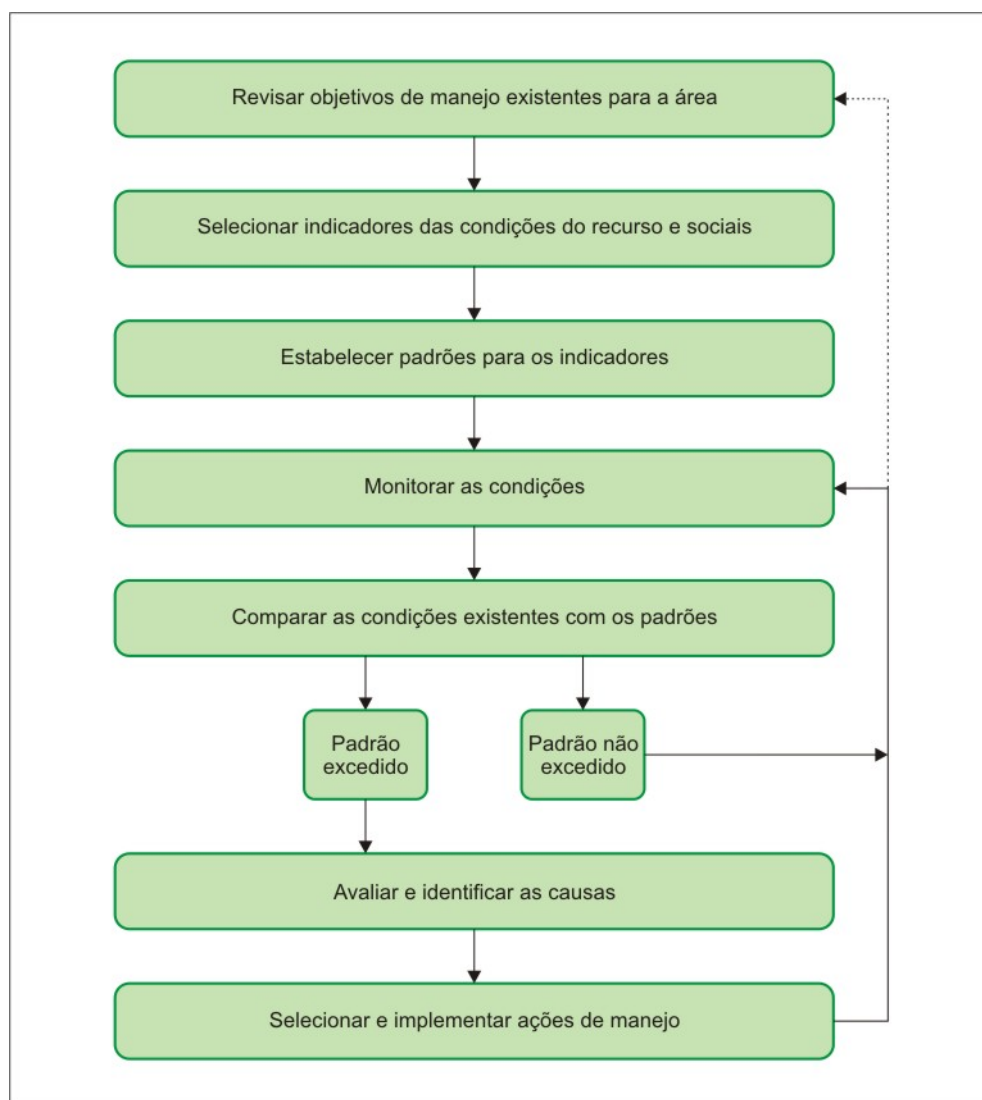 Revisar objetivos de manejo existentes para a área
Selecionar indicadores das condições do recurso e sociais
Estabelecer padrões para os indicadores
Monitorar as condições
Comparar as condições existentes com os padrões
Padrão
excedido
Padrão não
excedido
Avaliar e identificar as causas
Selecionar e implementar ações de manejo